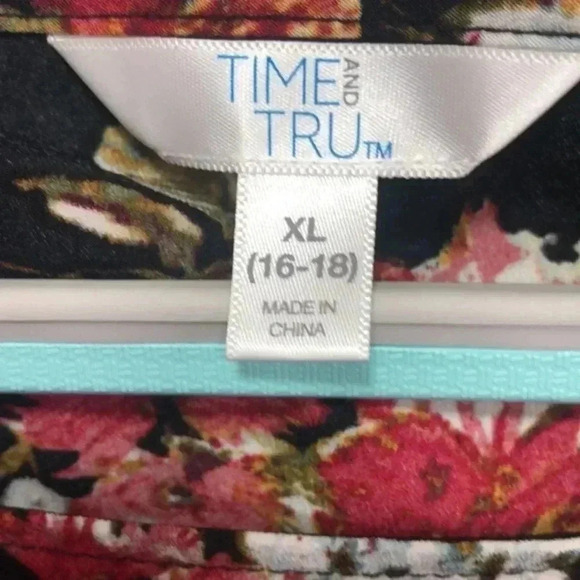 TIME AND
TRU™
XL
(16-18)
MADE IN
CHINA